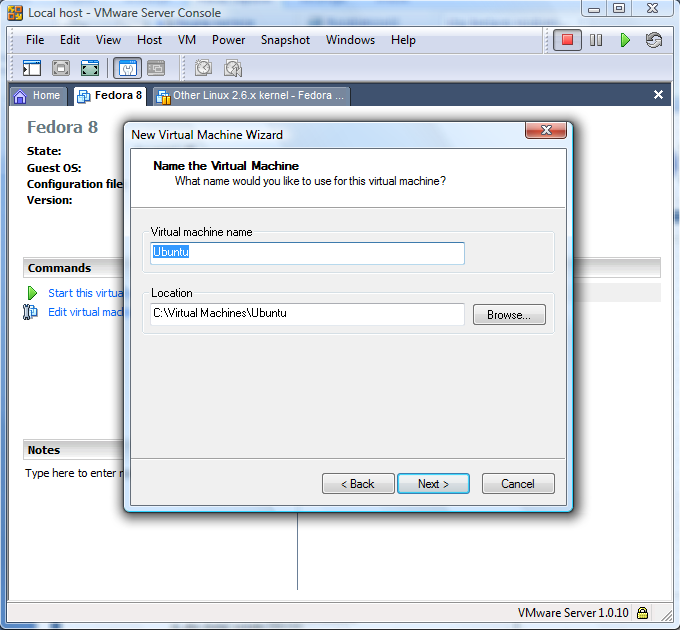 Local host - VMware Server Console
File Edit View Host VM Power Snapshot Windows Help
Home Fedora 8 Other Linux 2.6.x kernel - Fedora ...
Fedora 8
State:
Guest OS:
Configuration file
Version:
Commands
Start this virtua
Edit virtual mach
Notes
Type here to enter
New Virtual Machine Wizard
Name the Virtual Machine
What name would you like to use for this virtual machine?
Virtual machine name
Ubuntu
Location
C:\Virtual Machines\Ubuntu
Browse...
< Back Next > Cancel
VMware Server 1.0.10